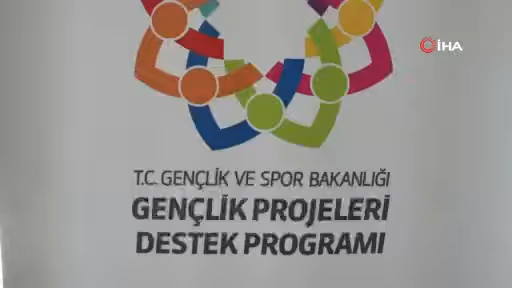 İHA
T.C. GENÇLİK VE SPOR BAKANLIĞI
GENÇLİK PROJELERİ
DESTEK PROGRAMI